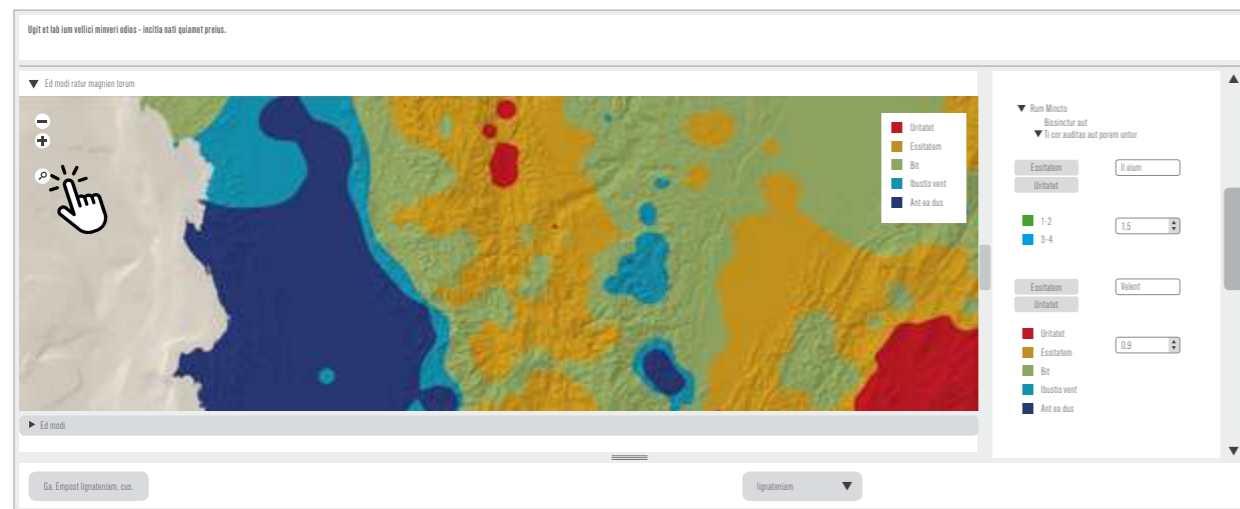 Ugit et lab ium vellici minveri odios - incitia nati quiamet preius.
Ed modi ratur magnien torum
Uritatet
Essitatem
Bit
Ibustis vent
Ant ea dus
Ed modi
Rum Mincto
Bissinctur aut
Ti cor auditas aut porem untur
Essitatem
Il eium
Uritatet
1-2
3-4
1,5
Essitatem
Velent
Uritatet
Uritatet
Essitatem
0,9
Bit
Ibustis vent
Ant ea dus
Ga. Empost lignateniam, cus.
lignateniam